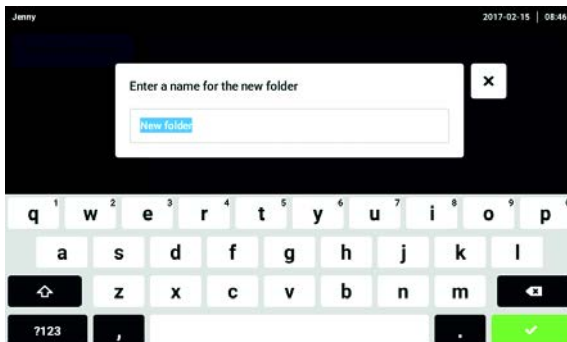 Jenny 2017-02-15 | 08:46
Enter a name for the new folder
New folder
q 1 w 2 e 3 r 4 t 5 y 6 u 7 i 8 o 9 p
a s d f g h j k l
z x c v b n m
?123 , .